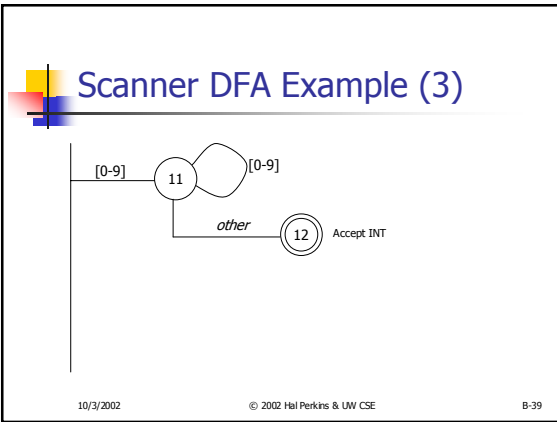 Scanner DFA Example (3)
[0-9]
11
[0-9]
other
12
Accept INT
10/3/2002
© 2002 Hal Perkins & UW CSE
B-39